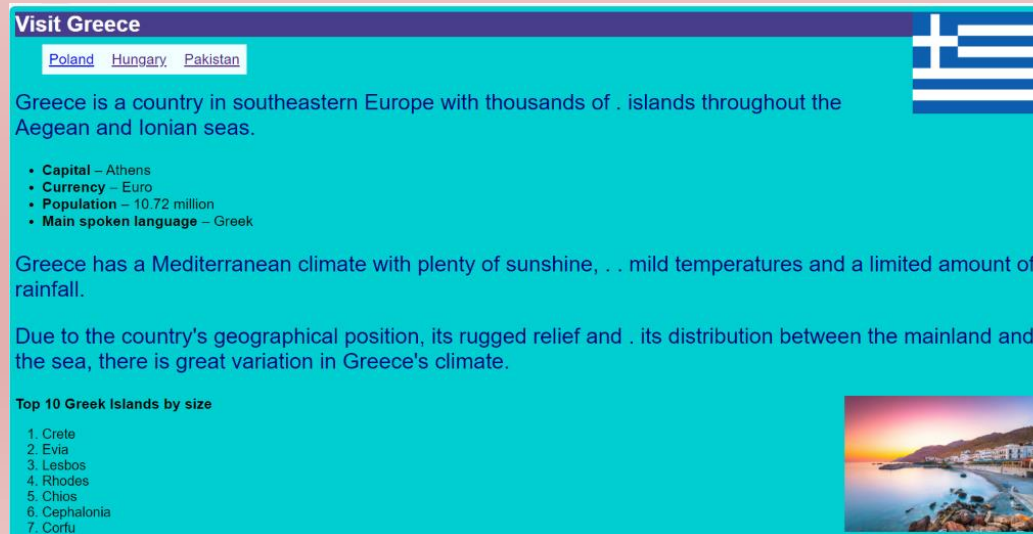 Visit Greece
Poland Hungary Pakistan
Greece is a country in southeastern Europe with thousands of . islands throughout the
Aegean and Ionian seas.
• Capital – Athens
• Currency – Euro
• Population – 10.72 million
• Main spoken language – Greek
Greece has a Mediterranean climate with plenty of sunshine, . . mild temperatures and a limited amount of
rainfall.
Due to the country's geographical position, its rugged relief and . its distribution between the mainland and
the sea, there is great variation in Greece's climate.
Top 10 Greek Islands by size
1. Crete
2. Evia
3. Lesbos
4. Rhodes
5. Chios
6. Cephalonia
7. Corfu